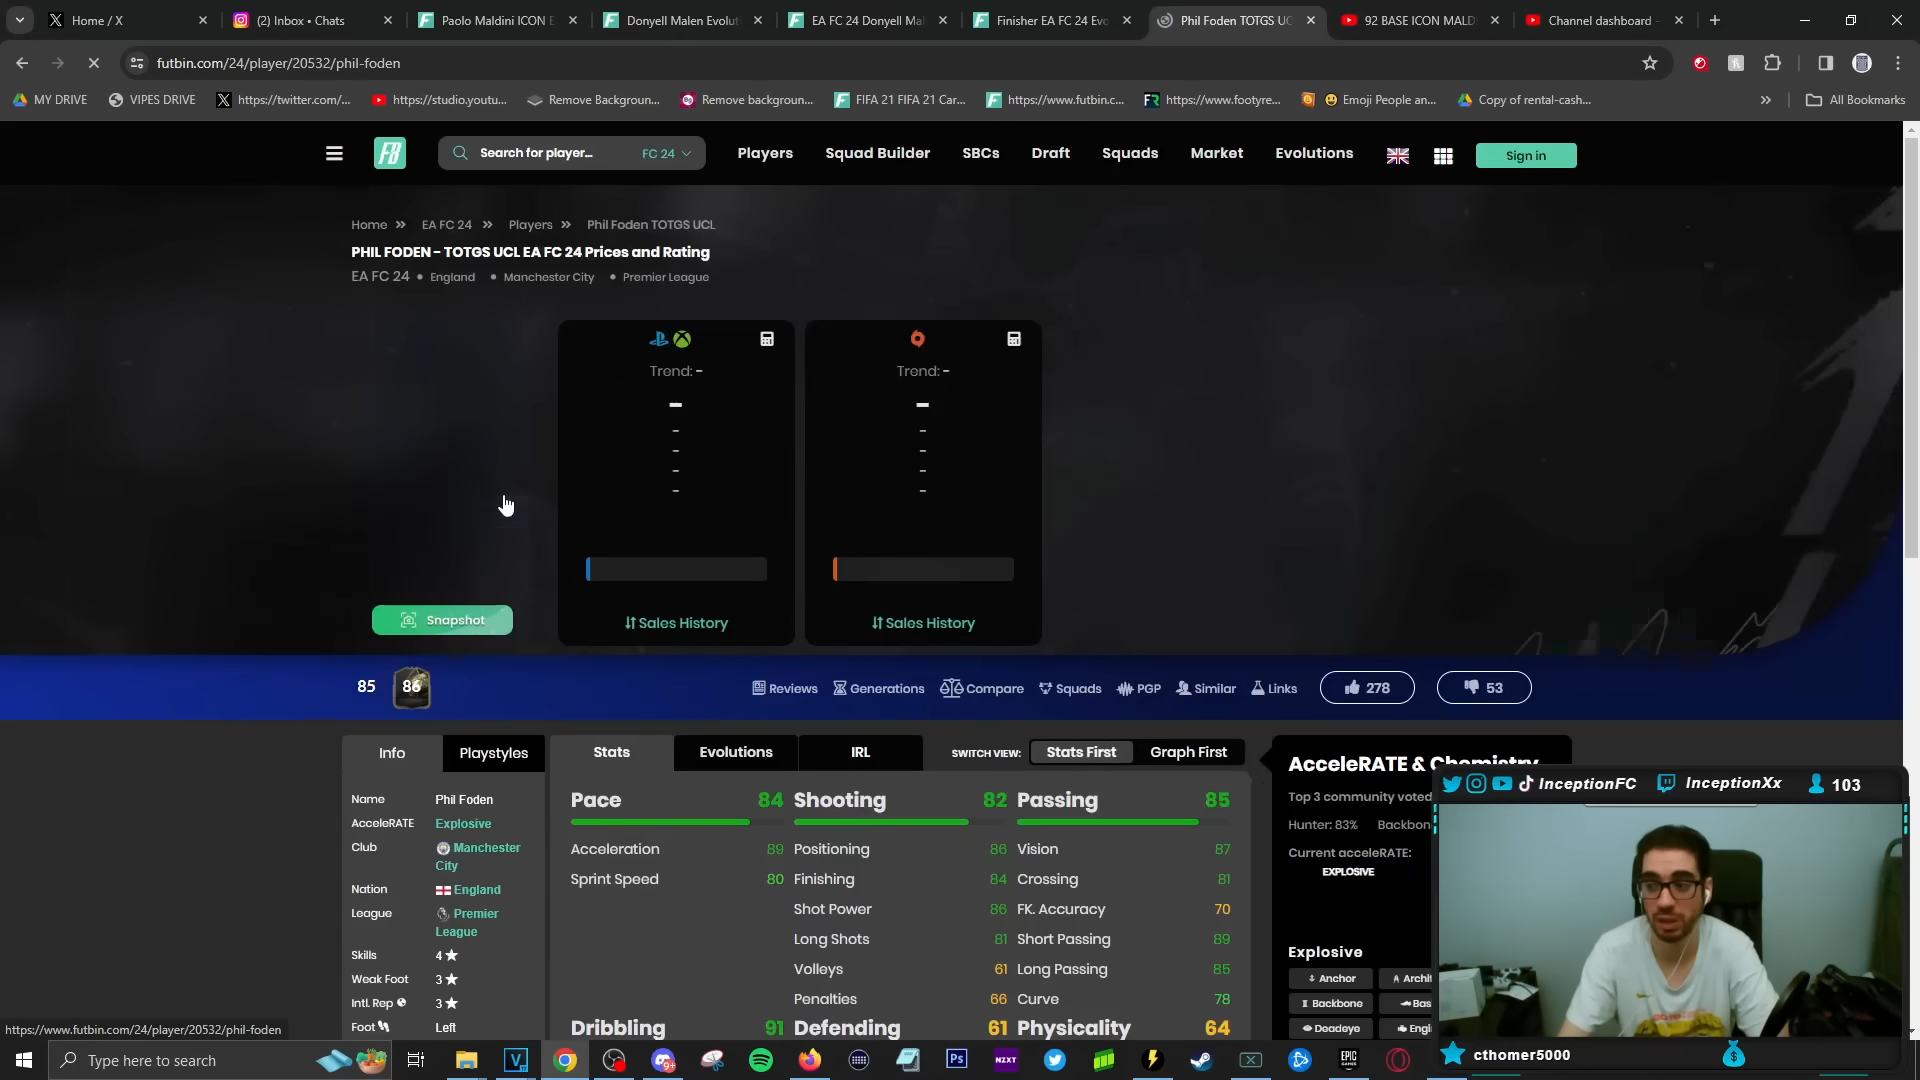 Home / X
(2) Inbox • Chats
Paolo Maldini ICON E
Donyell Malen Evolut
EA FC 24 Donyell Ma
Finisher EA FC 24 Evo
Phil Foden TOTGS UC
92 BASE ICON MALD
Channel dashboard -
futbin.com/24/player/20532/phil-foden
MY DRIVE
VIPES DRIVE
https://twitter.com/...
https://studio.youtu...
Remove Backgroun...
Remove backgroun...
FIFA 21 FIFA 21 Car...
https://www.futbin.c...
https://www.footyre...
Emoji People an...
Copy of rental-cash...
All Bookmarks
FB
Search for player...
FC 24
Players
Squad Builder
SBCs
Draft
Squads
Market
Evolutions
Sign in
Home » EA FC 24 » Players » Phil Foden TOTGS UCL
PHIL FODEN - TOTGS UCL EA FC 24 Prices and Rating
EA FC 24 • England • Manchester City • Premier League
Trend: -
Trend: -
Sales History
Sales History
Snapshot
85
86
Reviews
Generations
Compare
Squads
PGP
Similar
Links
278
53
Info
Playstyles
Stats
Evolutions
IRL
SWITCH VIEW:
Stats First
Graph First
Name Phil Foden
AcceleRATE Explosive
Club Manchester City
Nation England
League Premier League
Skills 4
Weak Foot 3
Intl. Rep 3
Foot Left
Pace 84
Acceleration 89
Sprint Speed 80
Shooting 82
Positioning 86
Finishing 84
Shot Power 86
Long Shots 81
Volleys 61
Penalties 66
Passing 85
Vision 87
Crossing 81
FK. Accuracy 70
Short Passing 89
Long Passing 85
Curve 78
Dribbling 91
Defending 61
Physicality 64
AcceleRATE & Chemistry
Top 3 community voted
Hunter: 83% Backbon
Current acceleRATE:
EXPLOSIVE
Explosive
Anchor
Archi
Backbone
Bas
Deadeye
Engi
InceptionFC
InceptionXx
103
cthomer5000
https://www.futbin.com/24/player/20532/phil-foden
Type here to search
V
9+
Ps
NZXT
EPIC GAMES